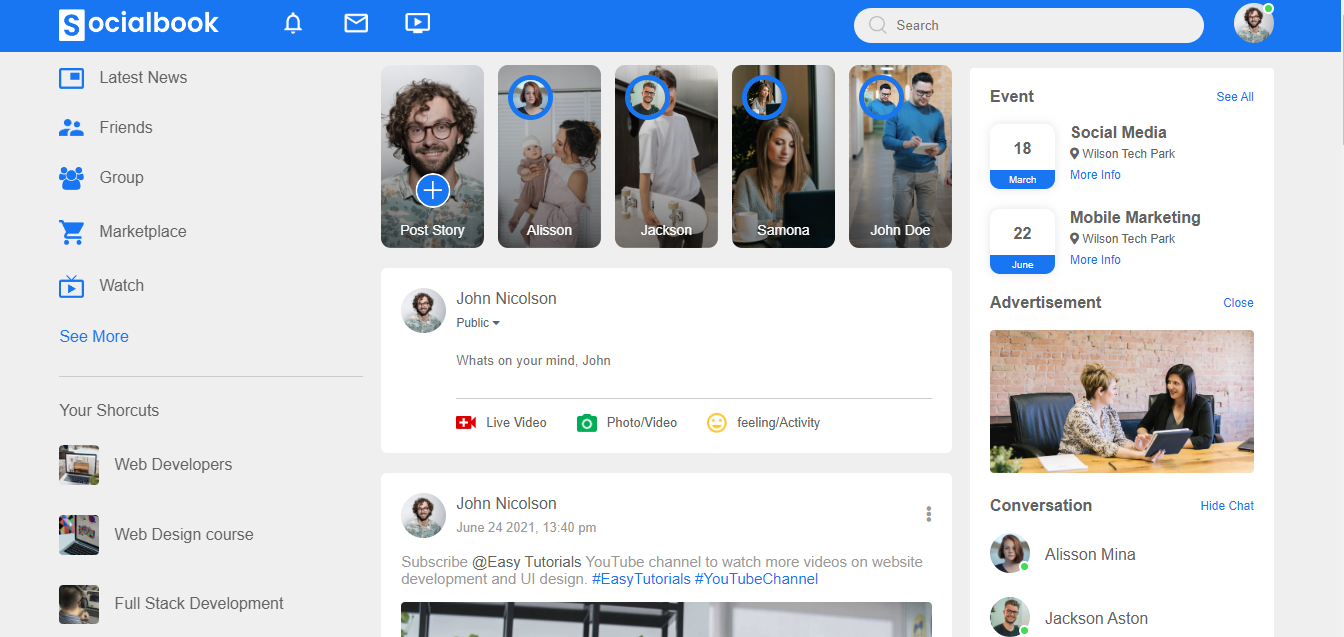 Socialbook
Search
Latest News
Friends
Group
Marketplace
Watch
See More
Your Shorcuts
Web Developers
Web Design course
Full Stack Development
Post Story
Alisson
Jackson
Samona
John Doe
John Nicolson
Public
Whats on your mind, John
Live Video
Photo/Video
feeling/Activity
John Nicolson
June 24 2021, 13:40 pm
Subscribe @Easy Tutorials YouTube channel to watch more videos on website
development and UI design. #EasyTutorials #YouTubeChannel
Event
See All
18
March
Social Media
Wilson Tech Park
More Info
22
June
Mobile Marketing
Wilson Tech Park
More Info
Advertisement
Close
Conversation
Hide Chat
Alisson Mina
Jackson Aston